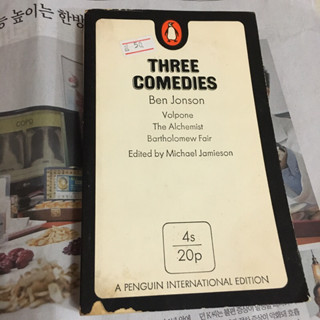 능 높이는 한방
THREE
COMEDIES
Ben Jonson
Volpone
The Alchemist
Bartholomew Fair
Edited by Michael Jamieson
4s
20p
A PENGUIN INTERNATIONAL EDITION